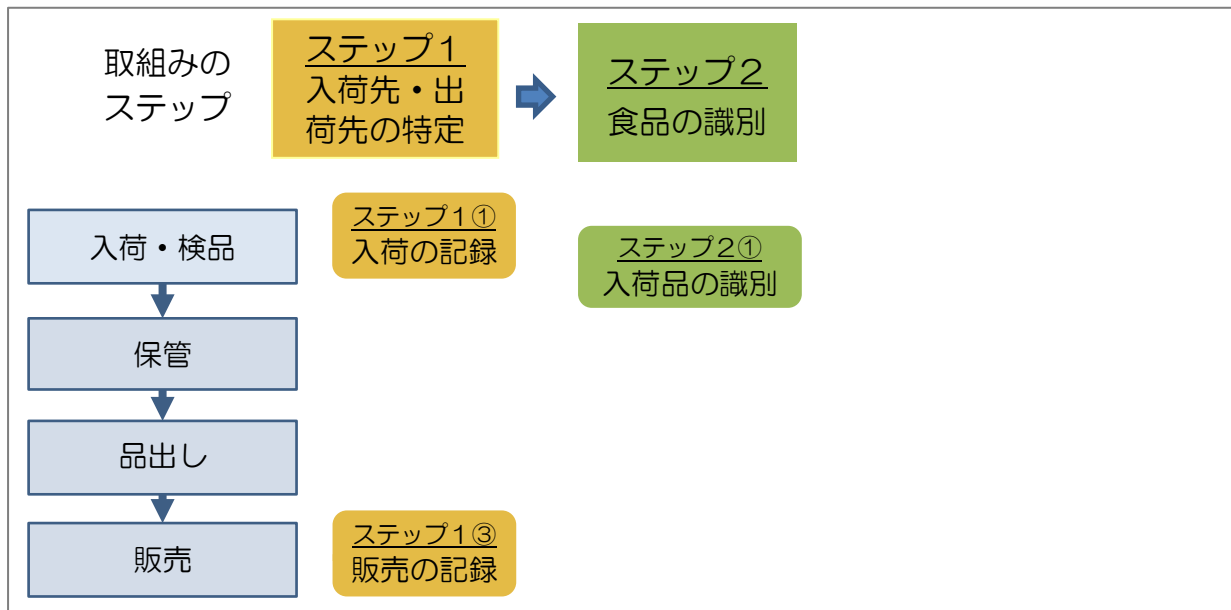 取組みの
ステップ
ステップ１
入荷先・出
荷先の特定
ステップ２
食品の識別
入荷・検品
ステップ１①
入荷の記録
ステップ２①
入荷品の識別
保管
品出し
販売
ステップ１③
販売の記録